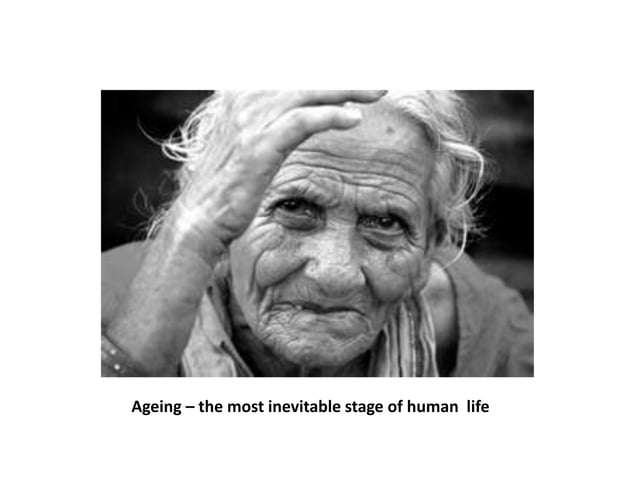 Ageing – the most inevitable stage of human  life